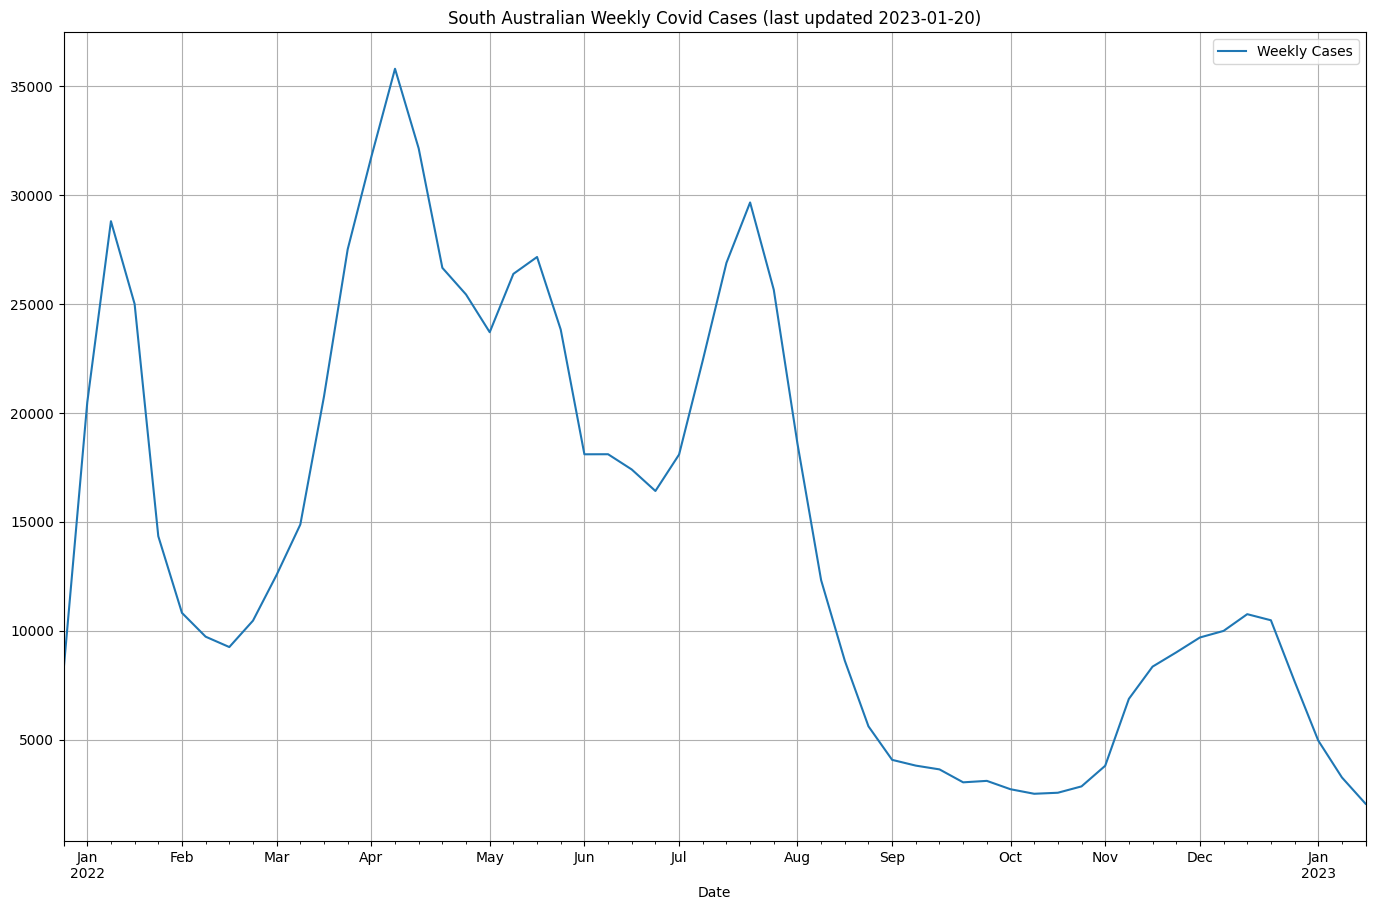 South Australian Weekly Covid Cases (last updated 2023-01-20)
Weekly Cases
35000
30000
25000
20000
15000
10000
5000
Jan Feb Mar Apr May Jun Jul Aug Sep Oct Nov Dec Jan
2022 2023
Date